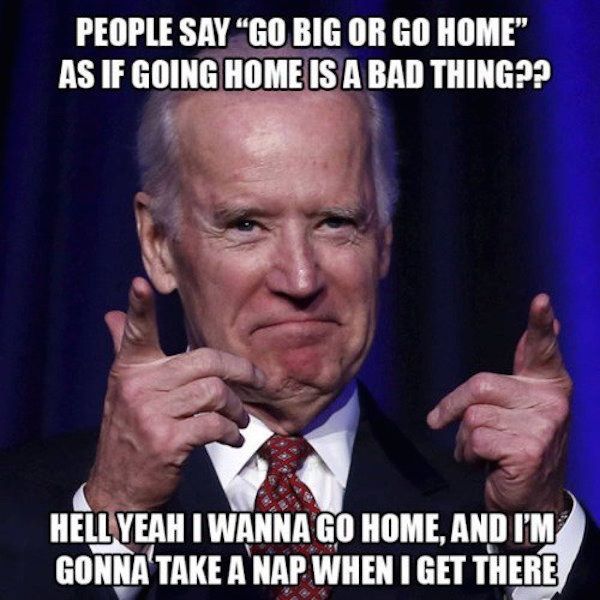 PEOPLE SAY “GO BIG OR GO HOME”
AS IF GOING HOME IS A BAD THING??
HELL YEAH I WANNA GO HOME, AND I'M
GONNA TAKE A NAP WHEN I GET THERE